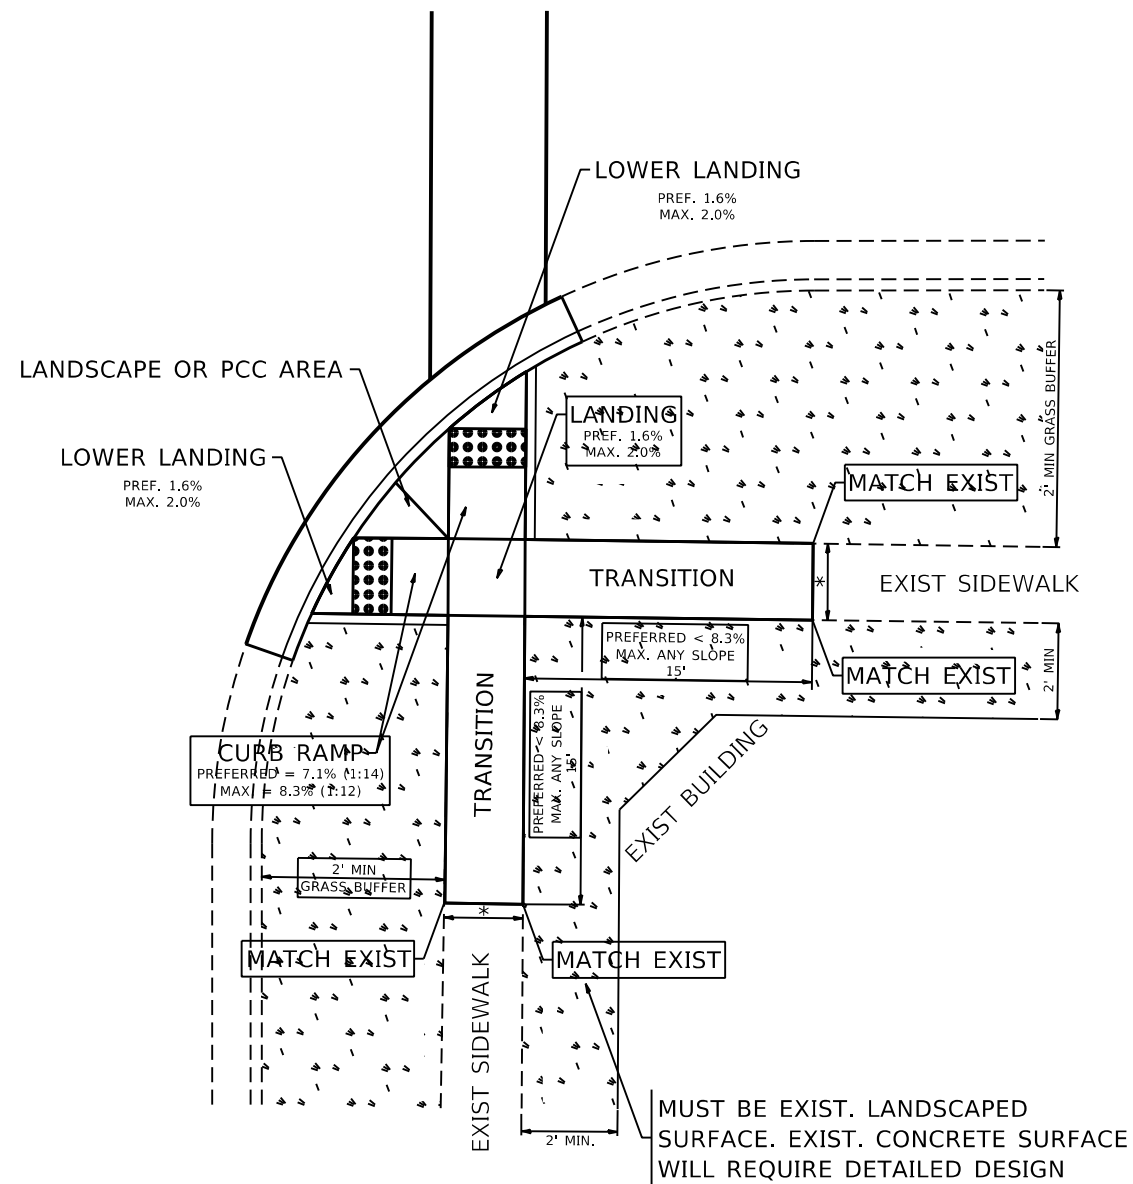 LOWER LANDING
PREF. 1.6%
MAX. 2.0%
LANDSCAPE OR PCC AREA
2' MIN GRASS BUFFER
LANDING
PREF. 1.6%
MAX. 2.0%
LOWER LANDING
PREF. 1.6%
MAX. 2.0%
MATCH EXIST
TRANSITION
*
EXIST SIDEWALK
PREFERRED < 8.3%
MAX. ANY SLOPE
15'
MATCH EXIST
2' MIN
TRANSITION
PREFERRED < 8.3%
MAX. ANY SLOPE
15'
CURB RAMP
PREFERRED = 7.1% (1:14)
MAX. = 8.3% (1:12)
EXIST BUILDING
2' MIN
GRASS BUFFER
*
MATCH EXIST
MATCH EXIST
EXIST SIDEWALK
2' MIN.
MUST BE EXIST. LANDSCAPED
SURFACE. EXIST. CONCRETE SURFACE
WILL REQUIRE DETAILED DESIGN